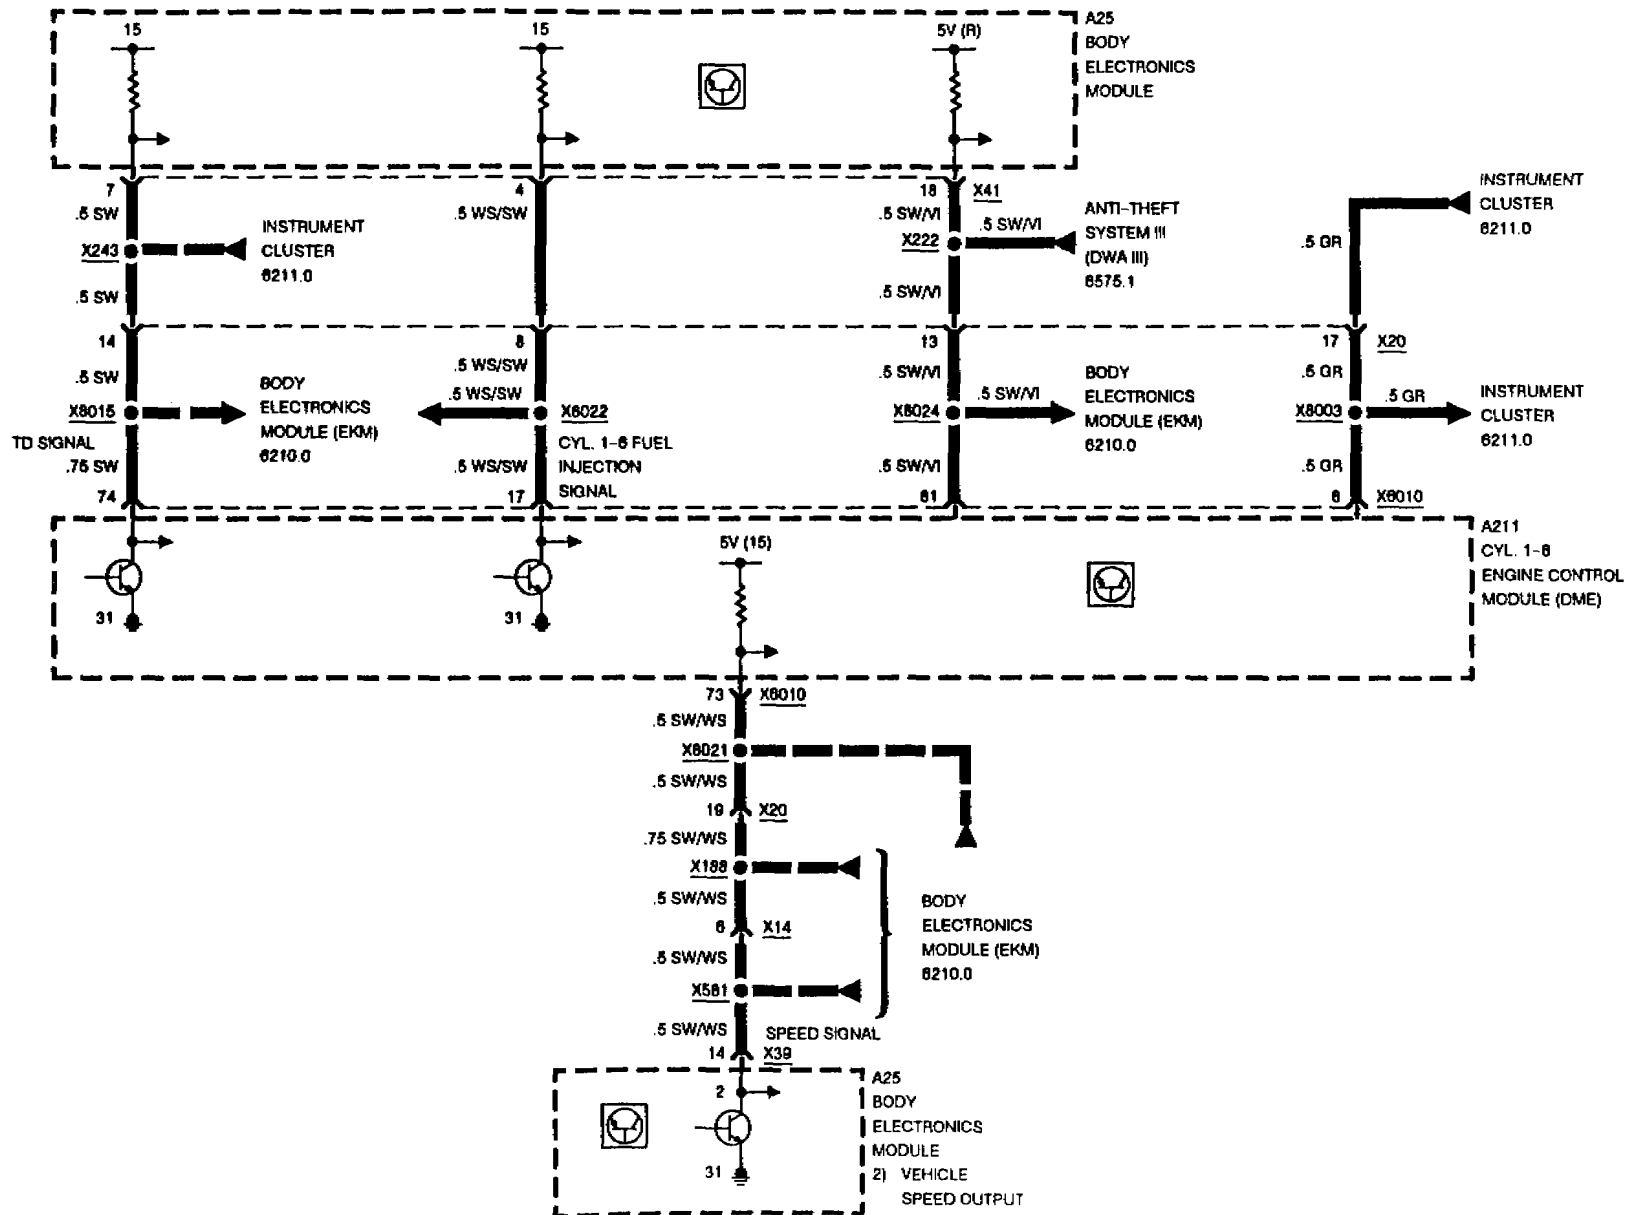 15
15
5V (R)
A25
BODY
ELECTRONICS
MODULE
7
4
18
X41
.5 SW
.5 WS/SW
.5 SW/VI
.5 SW/VI
X243
X222
INSTRUMENT
CLUSTER
6211.0
ANTI-THEFT
SYSTEM III
(DWA III)
6575.1
INSTRUMENT
CLUSTER
6211.0
.5 GR
.5 SW
.5 SW/VI
14
8
13
17
X20
.5 SW
.5 WS/SW
.5 SW/VI
.5 GR
BODY
ELECTRONICS
MODULE (EKM)
6210.0
.5 WS/SW
.5 SW/VI
BODY
ELECTRONICS
MODULE (EKM)
6210.0
.5 GR
INSTRUMENT
CLUSTER
6211.0
X6015
X6022
X6024
X6003
TD SIGNAL
CYL. 1-6 FUEL
INJECTION
SIGNAL
.75 SW
.5 WS/SW
.5 SW/VI
.5 GR
74
17
81
6
X6010
A211
CYL. 1-6
ENGINE CONTROL
MODULE (DME)
5V (15)
31
31
73
X6010
.5 SW/WS
X6021
.5 SW/WS
19
X20
.75 SW/WS
X188
.5 SW/WS
6
X14
BODY
ELECTRONICS
MODULE (EKM)
6210.0
.5 SW/WS
X581
.5 SW/WS
SPEED SIGNAL
14
X39
2
31
A25
BODY
ELECTRONICS
MODULE
2) VEHICLE
SPEED OUTPUT